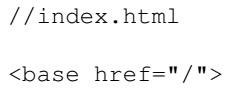 //index.html
<base href="/">